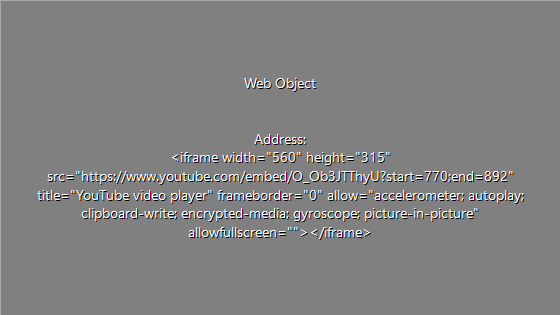 Web Object
Address:
<iframe width="560" height="315"
src="https://www.youtube.com/embed/O_Ob3JTThyU?start=770;end=892"
title="YouTube video player" frameborder="0" allow="accelerometer; autoplay;
clipboard-write; encrypted-media; gyroscope; picture-in-picture"
allowfullscreen=""></iframe>